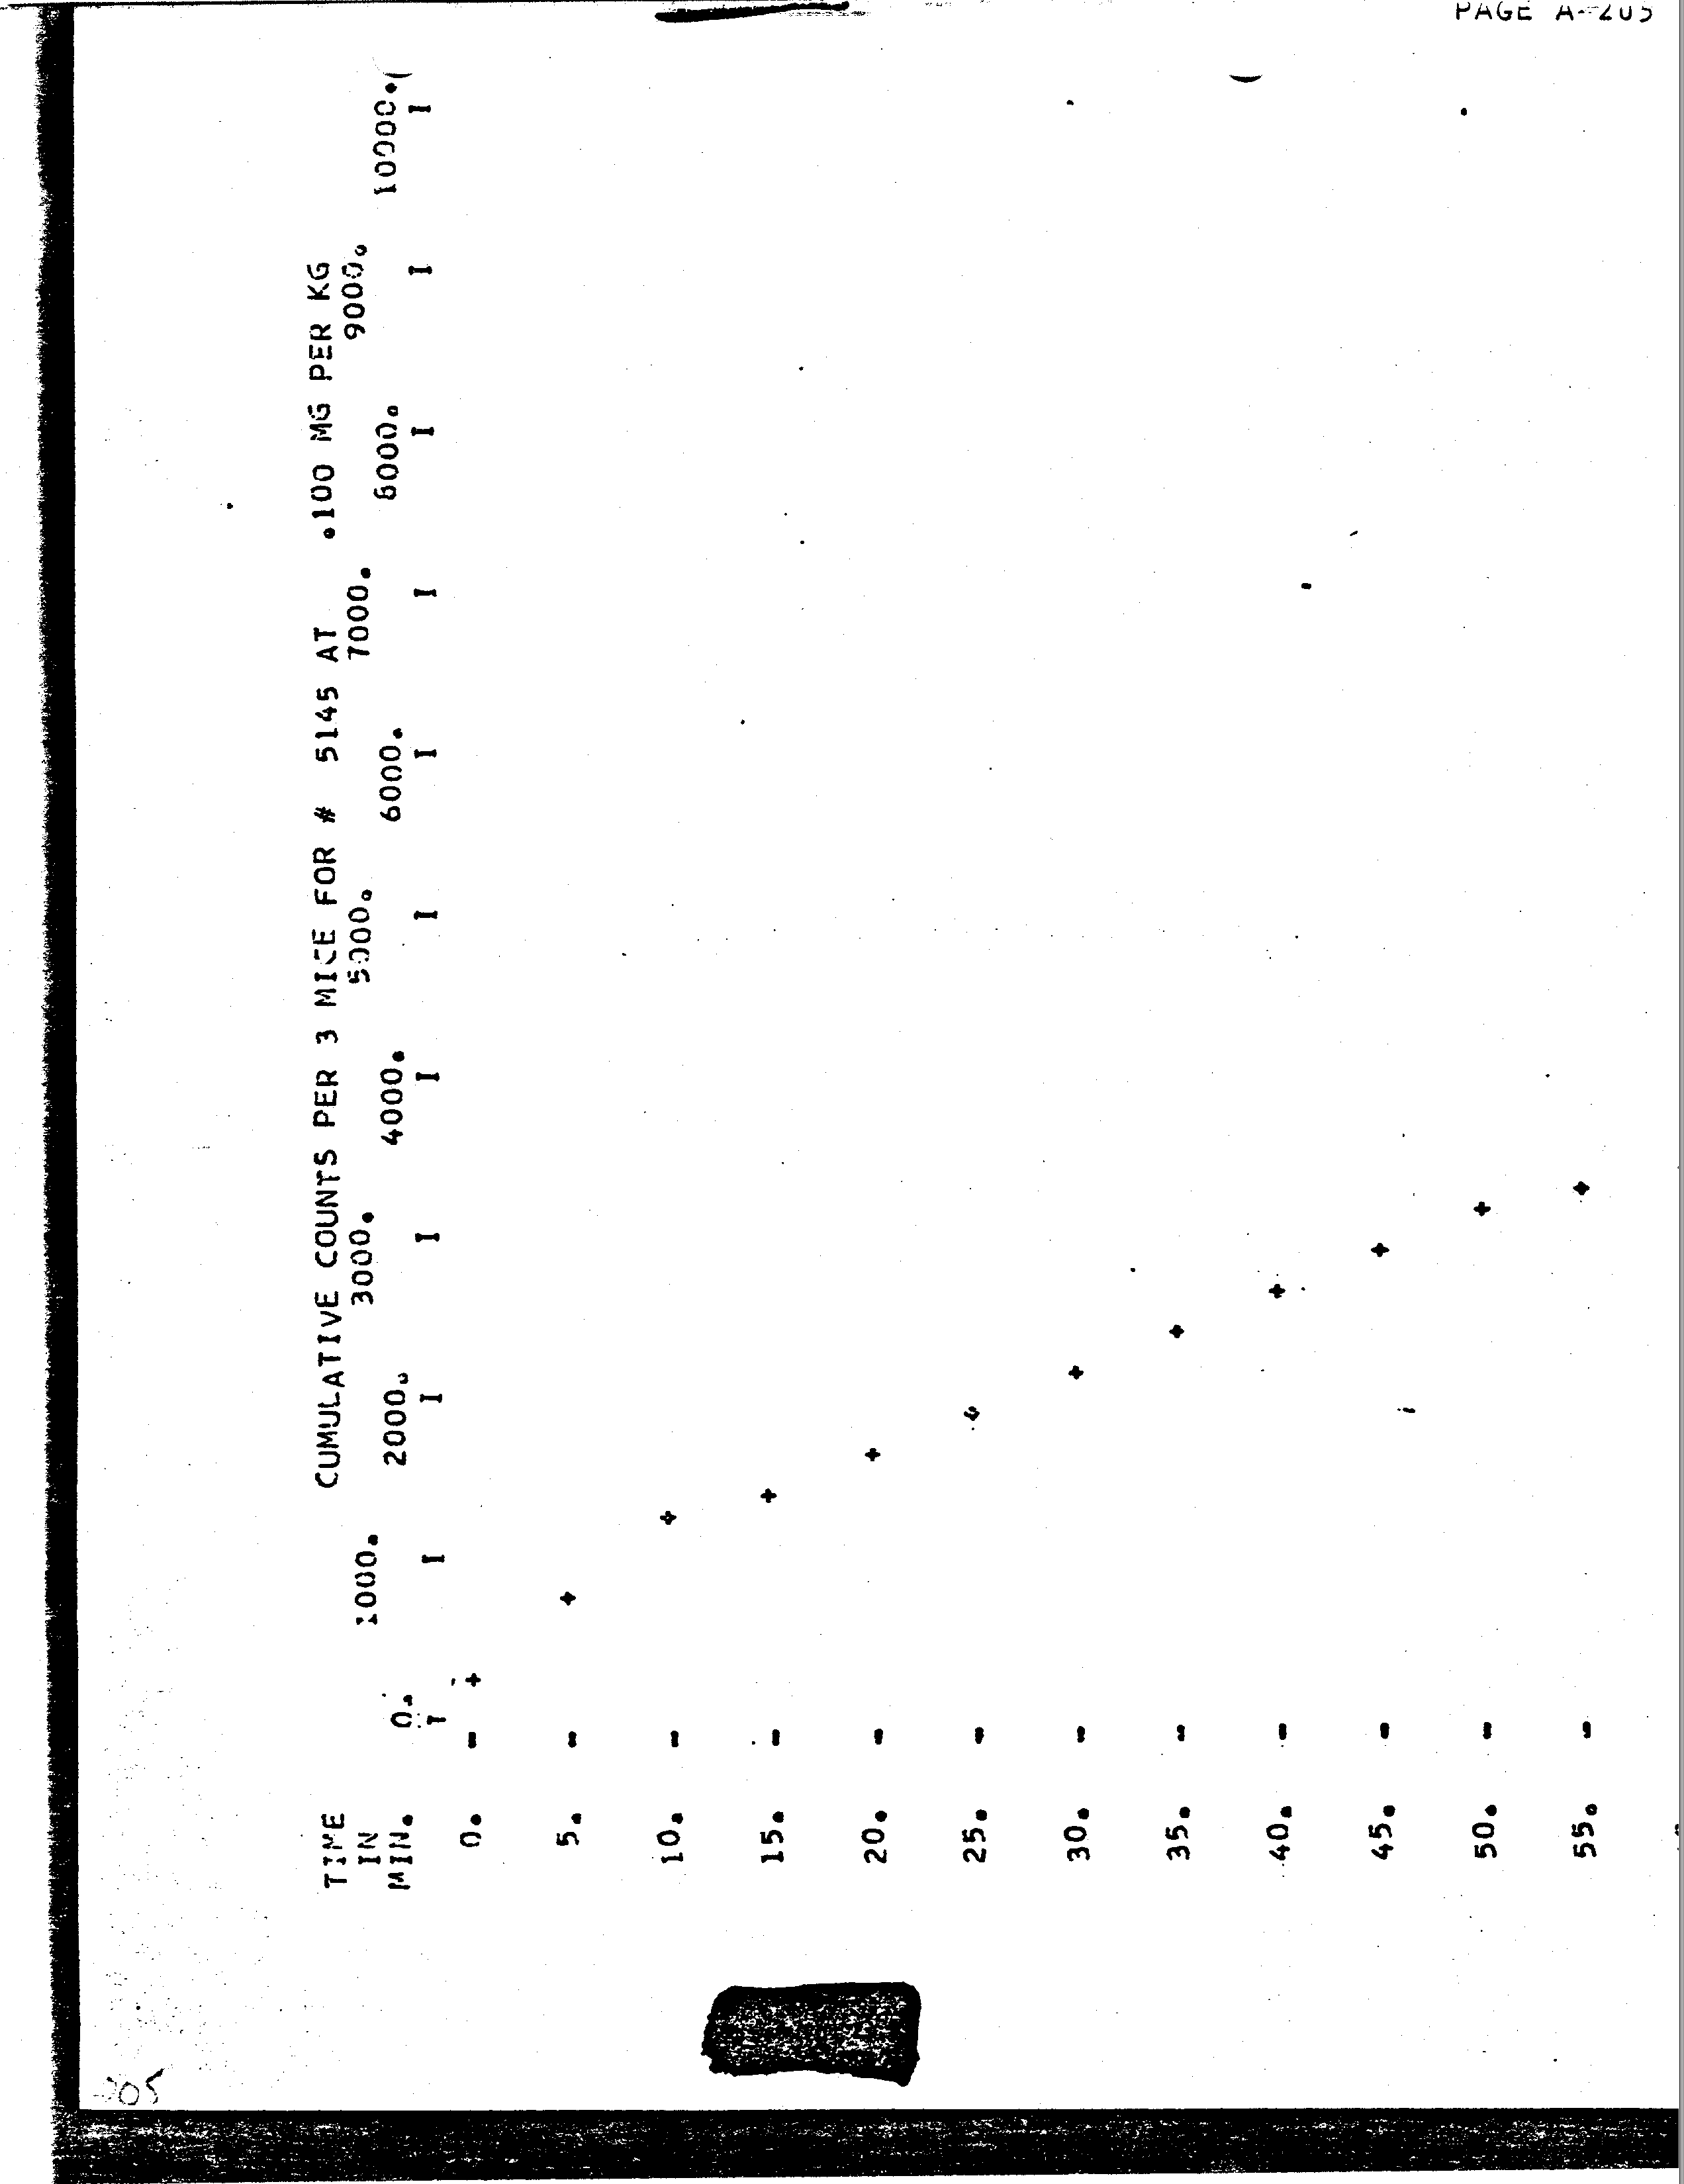 PAGE A-205
CUMULATIVE COUNTS PER 3 MICE FOR # 5145 AT .100 MG PER KG
TIME
IN 1000. 3000. 5000. 7000. 9000.
MIN. 0. 2000. 4000. 6000. 8000. 10000.
0.
5.
10.
15.
20.
25.
30.
35.
40.
45.
50.
55.
205